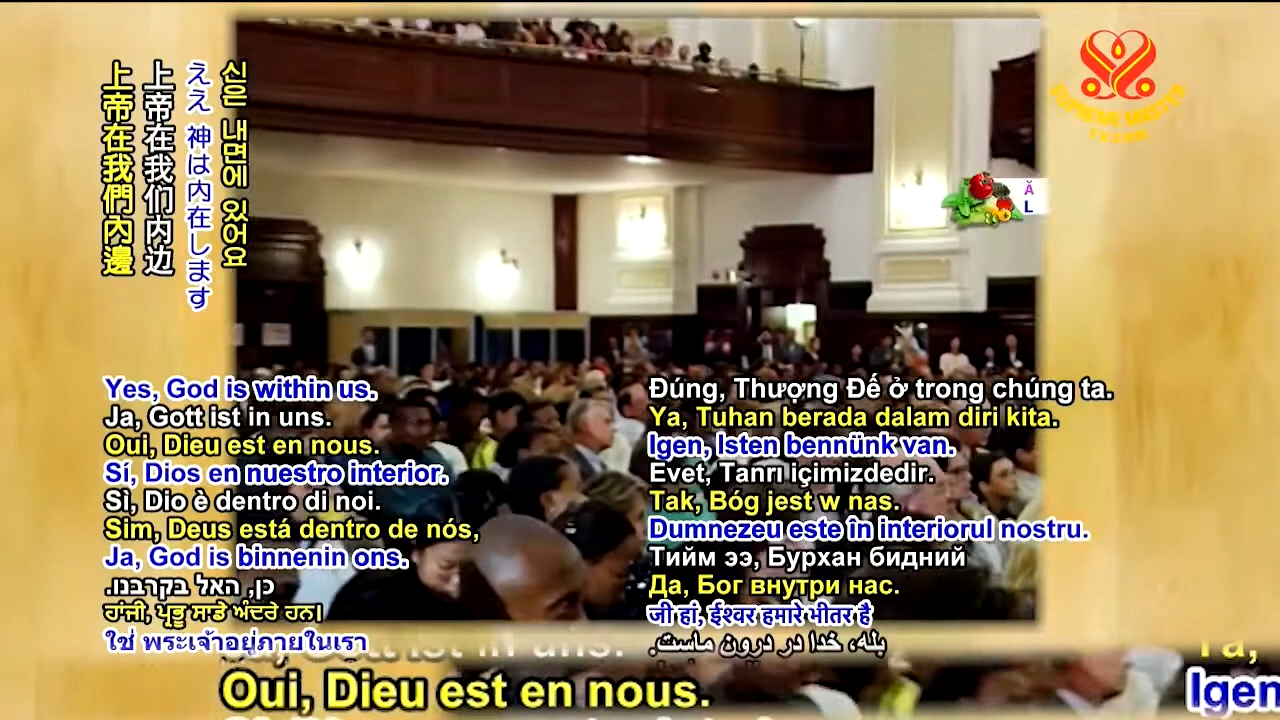 上帝在我們內邊
上帝在我们内边
ええ 神は内在します
신은 내면에 있어요
SUPREME MASTER
TV.COM
Ă
L
Yes, God is within us.
Ja, Gott ist in uns.
Oui, Dieu est en nous.
Sí, Dios en nuestro interior.
Sì, Dio è dentro di noi.
Sim, Deus está dentro de nós,
Ja, God is binnenin ons.
כן, האל בקרבנו.
ਹਾਂਜੀ, ਪ੍ਰਭੂ ਸਾਡੇ ਅੰਦਰੇ ਹਨ।
ใช่ พระเจ้าอยู่ภายในเรา
Đúng, Thượng Đế ở trong chúng ta.
Ya, Tuhan berada dalam diri kita.
Igen, Isten bennünk van.
Evet, Tanrı içimizdedir.
Tak, Bóg jest w nas.
Dumnezeu este în interiorul nostru.
Тийм ээ, Бурхан бидний
Да, Бог внутри нас.
जी हां, ईश्वर हमारे भीतर है
بله، خدا در درون ماست.
Oui, Dieu est en nous.
Igen